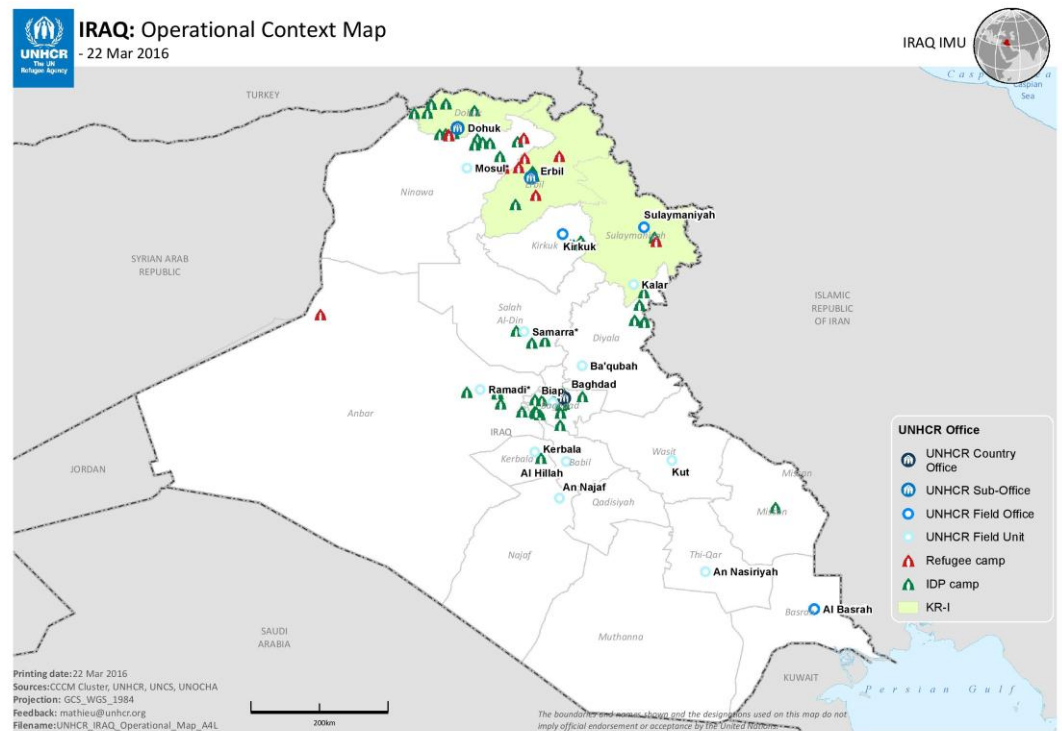 UNHCR
The UN
Refugee Agency
IRAQ: Operational Context Map
- 22 Mar 2016
IRAQ IMU
Caspian Sea
Caspian
Sea
TURKEY
Dohuk
Mosul*
Erbil
Erbil
Ninawa
Sulaymaniyah
Sulaymaniyah
Kirkuk
Kirkuk
SYRIAN ARAB
REPUBLIC
Kalar
ISLAMIC
REPUBLIC
OF IRAN
Salah
Al-Din
Samarra*
Diyala
Ba'qubah
Ramadi*
Biap
Baghdad
Anbar
IRAQ
JORDAN
Kerbala
Kerbala
Babil
Al Hillah
Wasit
Kut
Missan
An Najaf
Qadisiyah
Missan
Najaf
Thi-Qar
An Nasiriyah
Basrah
Al Basrah
SAUDI
ARABIA
Muthanna
KUWAIT
Persian Gulf
UNHCR Office
UNHCR Country
Office
UNHCR Sub-Office
UNHCR Field Office
UNHCR Field Unit
Refugee camp
IDP camp
KR-I
Printing date:22 Mar 2016
Sources:CCCM Cluster, UNHCR, UNCS, UNOCHA
Projection: GCS_WGS_1984
Feedback: mathieu@unhcr.org
Filename:UNHCR_IRAQ_Operational_Map_A4L
200km
The boundaries and names shown and the designations used on this map do not
imply official endorsement or acceptance by the United Nations.